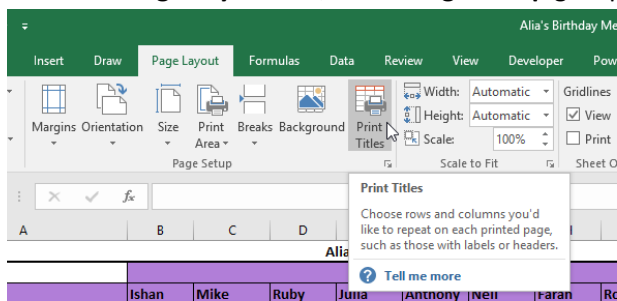 Alia's Birthday Me
Insert Draw Page Layout Formulas Data Review View Developer Pow
Margins Orientation Size Print Area Breaks Background Print Titles
Width: Automatic Gridlines
Height: Automatic View
Scale: 100% Print
Page Setup Scale to Fit Sheet O
fx
Print Titles
Choose rows and columns you'd
like to repeat on each printed page,
such as those with labels or headers.
Tell me more
A B C D I
Alia
Ishan Mike Ruby Julia Anthony Neil Farah Ro